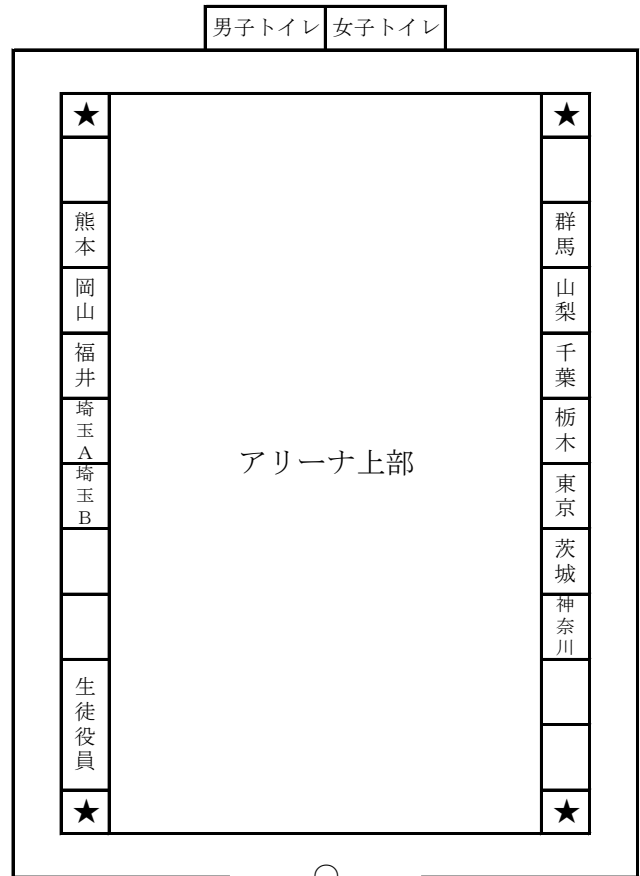 男子トイレ 女子トイレ
★ ★
熊本 群馬
岡山 山梨
福井 千葉
埼玉A 栃木
アリーナ上部
埼玉B 東京
茨城
神奈川
生徒役員
★ ★